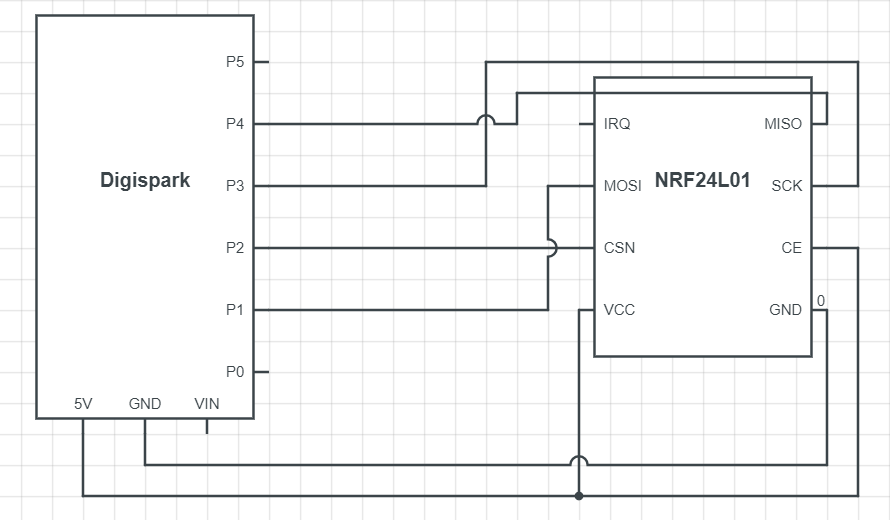 Digispark
P5
P4
P3
P2
P1
P0
5V GND VIN
NRF24L01
IRQ MISO
MOSI SCK
CSN CE
VCC GND 0